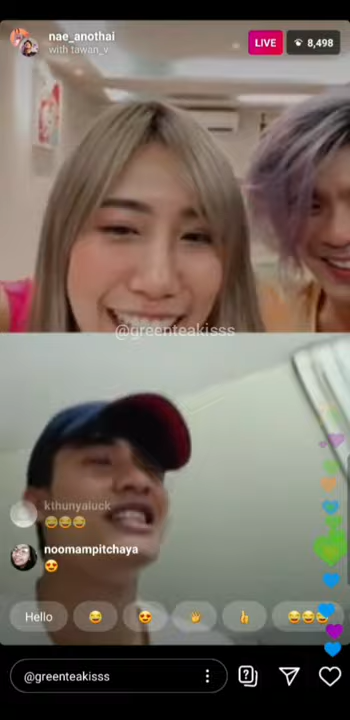 nae_anothai
with tawan_v
LIVE
8,498
@greenteakisss
kthunyaluck
😂😂😂
noomampitchaya
😍
Hello 😂 😍 👏 👍 😂😂😂
@greenteakisss